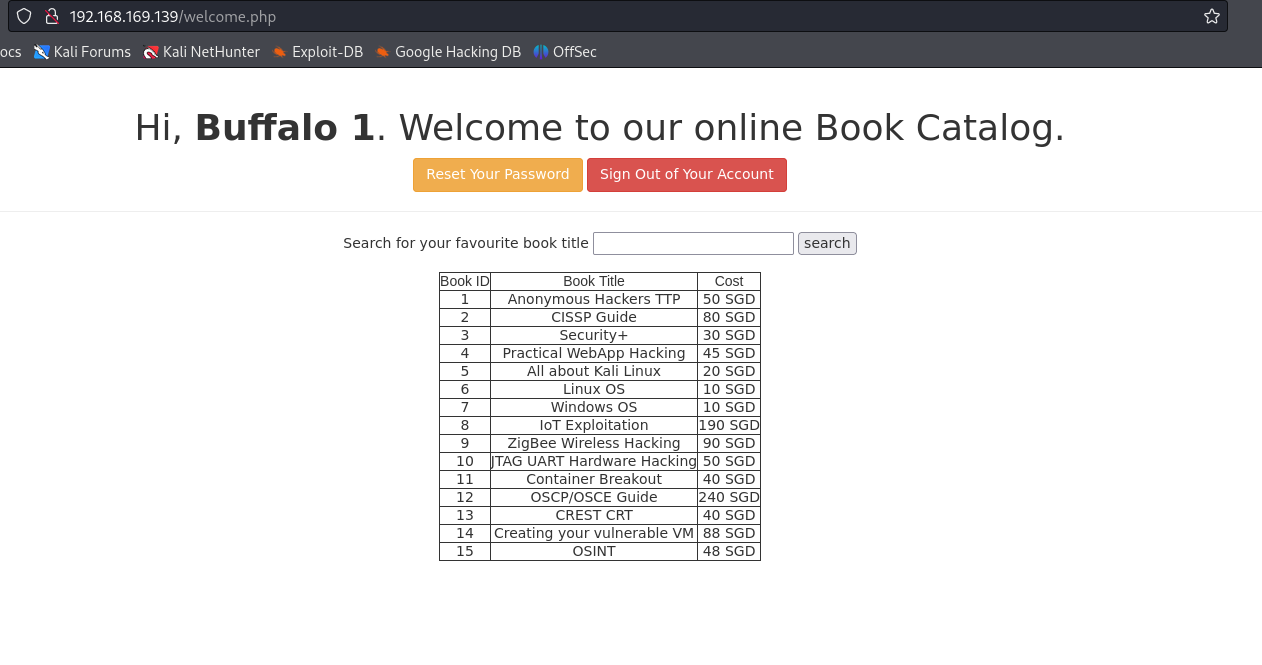 192.168.169.139/welcome.php
ocs Kali Forums Kali NetHunter Exploit-DB Google Hacking DB OffSec
Hi, Buffalo 1. Welcome to our online Book Catalog.
Reset Your Password Sign Out of Your Account
Search for your favourite book title search
Book ID Book Title Cost
1 Anonymous Hackers TTP 50 SGD
2 CISSP Guide 80 SGD
3 Security+ 30 SGD
4 Practical WebApp Hacking 45 SGD
5 All about Kali Linux 20 SGD
6 Linux OS 10 SGD
7 Windows OS 10 SGD
8 IoT Exploitation 190 SGD
9 ZigBee Wireless Hacking 90 SGD
10 JTAG UART Hardware Hacking 50 SGD
11 Container Breakout 40 SGD
12 OSCP/OSCE Guide 240 SGD
13 CREST CRT 40 SGD
14 Creating your vulnerable VM 88 SGD
15 OSINT 48 SGD